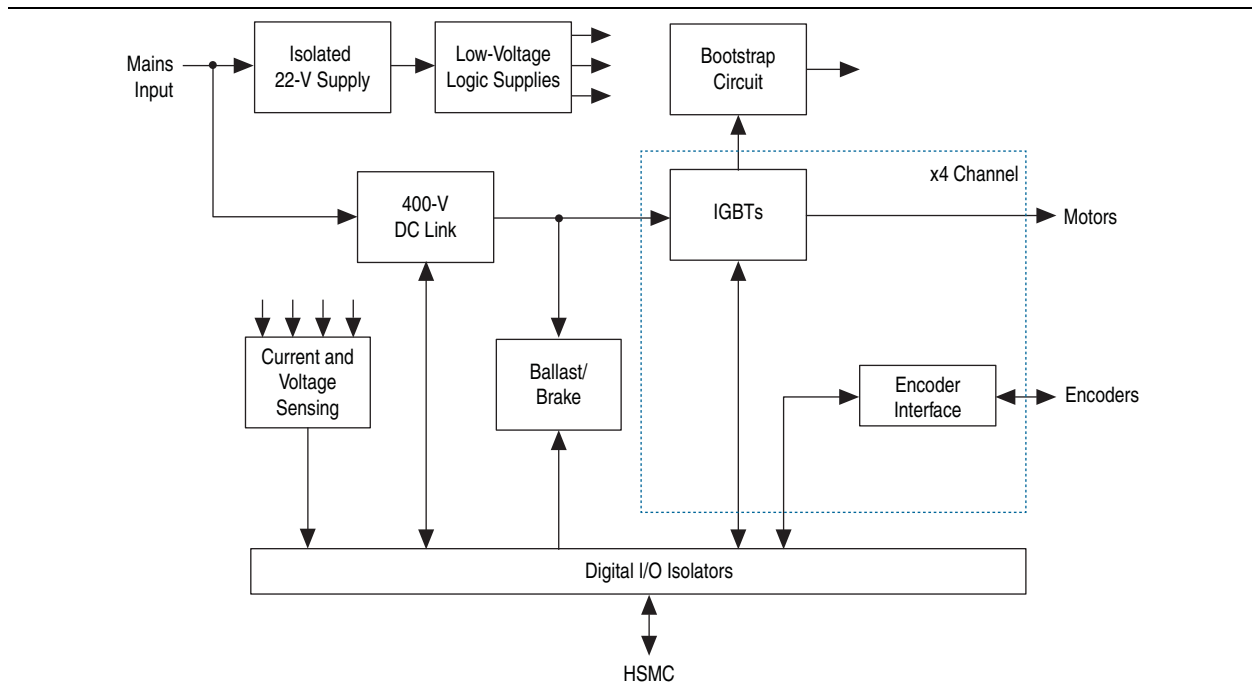 Mains
Input
Isolated
22-V Supply
Low-Voltage
Logic Supplies
Bootstrap
Circuit
x4 Channel
400-V
DC Link
IGBTs
Motors
Current and
Voltage
Sensing
Ballast/
Brake
Encoder
Interface
Encoders
Digital I/O Isolators
HSMC